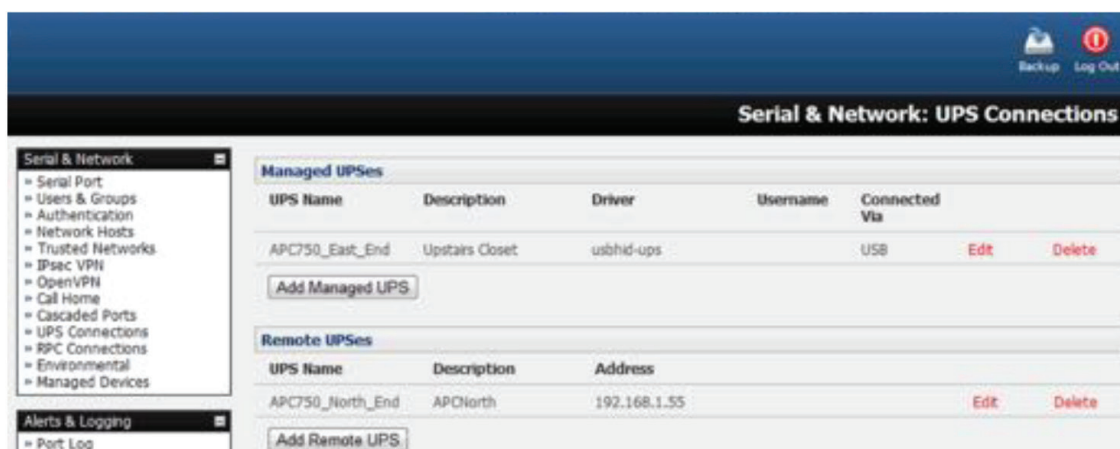 Backup Log Out
Serial & Network: UPS Connections
Serial & Network
» Serial Port
» Users & Groups
» Authentication
» Network Hosts
» Trusted Networks
» IPsec VPN
» OpenVPN
» Call Home
» Cascaded Ports
» UPS Connections
» RPC Connections
» Environmental
» Managed Devices
Alerts & Logging
» Port Log
Managed UPSes
UPS Name Description Driver Username Connected
Via
APC750_East_End Upstairs Closet usbhid-ups USB Edit Delete
Add Managed UPS
Remote UPSes
UPS Name Description Address
APC750_North_End APCNorth 192.168.1.55 Edit Delete
Add Remote UPS